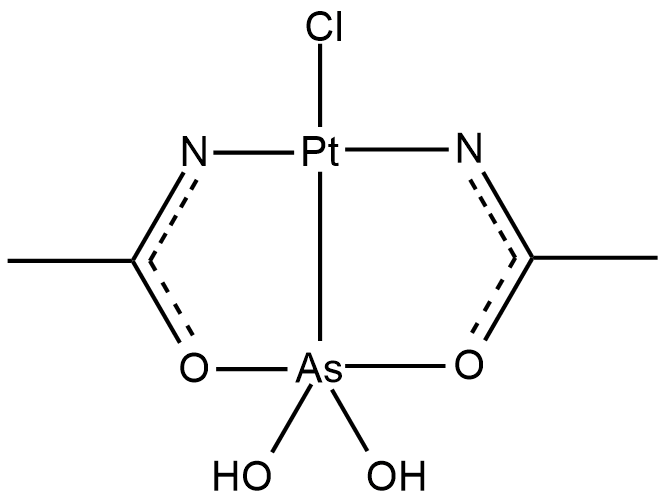 Cl
N Pt N
O As O
HO OH